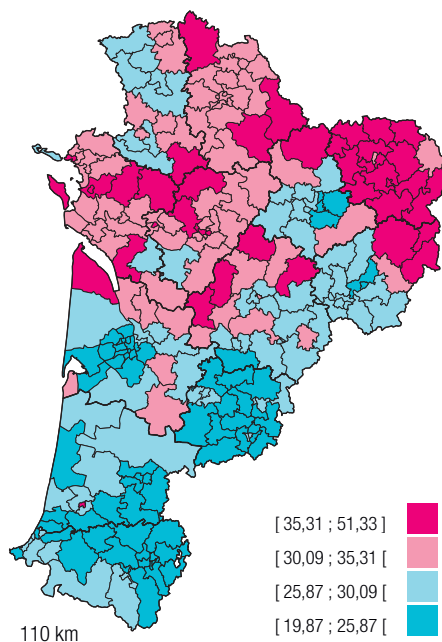 [ 35,31 ; 51,33 ]
[ 30,09 ; 35,31 [
[ 25,87 ; 30,09 [
[ 19,87 ; 25,87 [
110 km